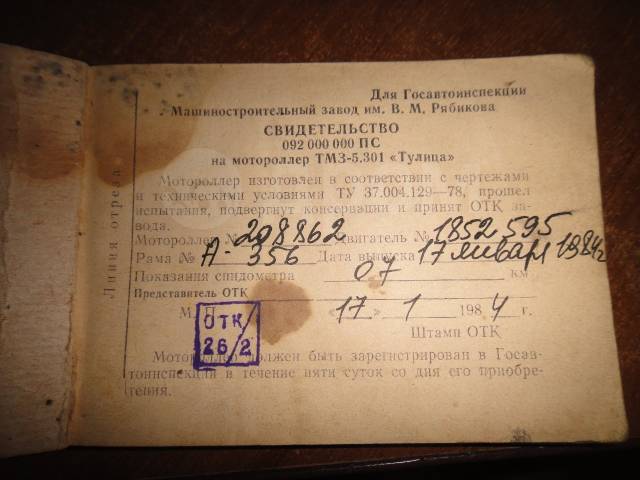 Для Госавтоинспекции
Машиностроительный завод им. В. М. Рябикова
СВИДЕТЕЛЬСТВО
092 000 000 ПС
на мотороллер ТМЗ-5.301 «Тулица»
Мотороллер изготовлен в соответствии с чертежами
и техническими условиями ТУ 37.004.129—78, прошел
испытания, подвергнут консервации и принят ОТК за-
вода.
Мотороллер № 208862 Двигатель № 1852595
Рама № А-356 Дата выпуска 17 января 1984г
Показания спидометра 07 км
Представитель ОТК
М. П. «17» 1 1984 г.
ОТК
26/2
Штамп ОТК
Мотороллер должен быть зарегистрирован в Госав-
тоинспекции в течение пяти суток со дня его приобре-
тения.
Линия отреза